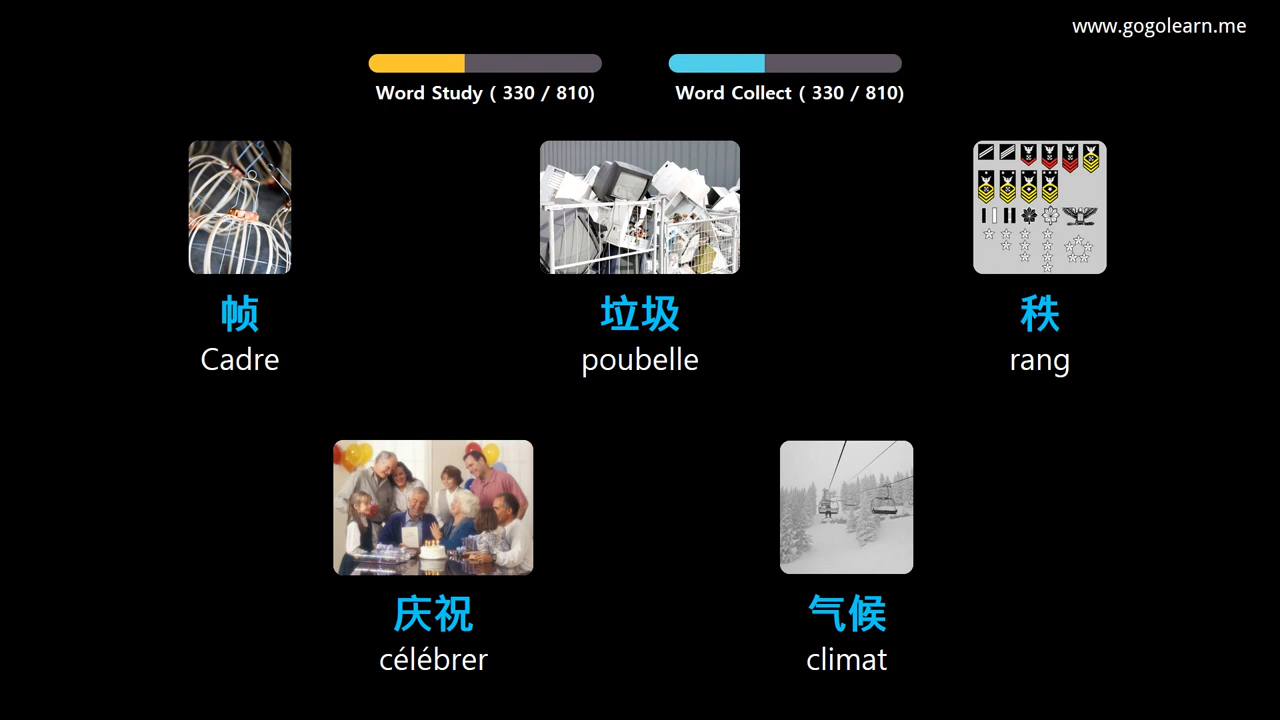 www.gogolearn.me
Word Study ( 330 / 810)
Word Collect ( 330 / 810)
帧
Cadre
垃圾
poubelle
秩
rang
庆祝
célébrer
气候
climat